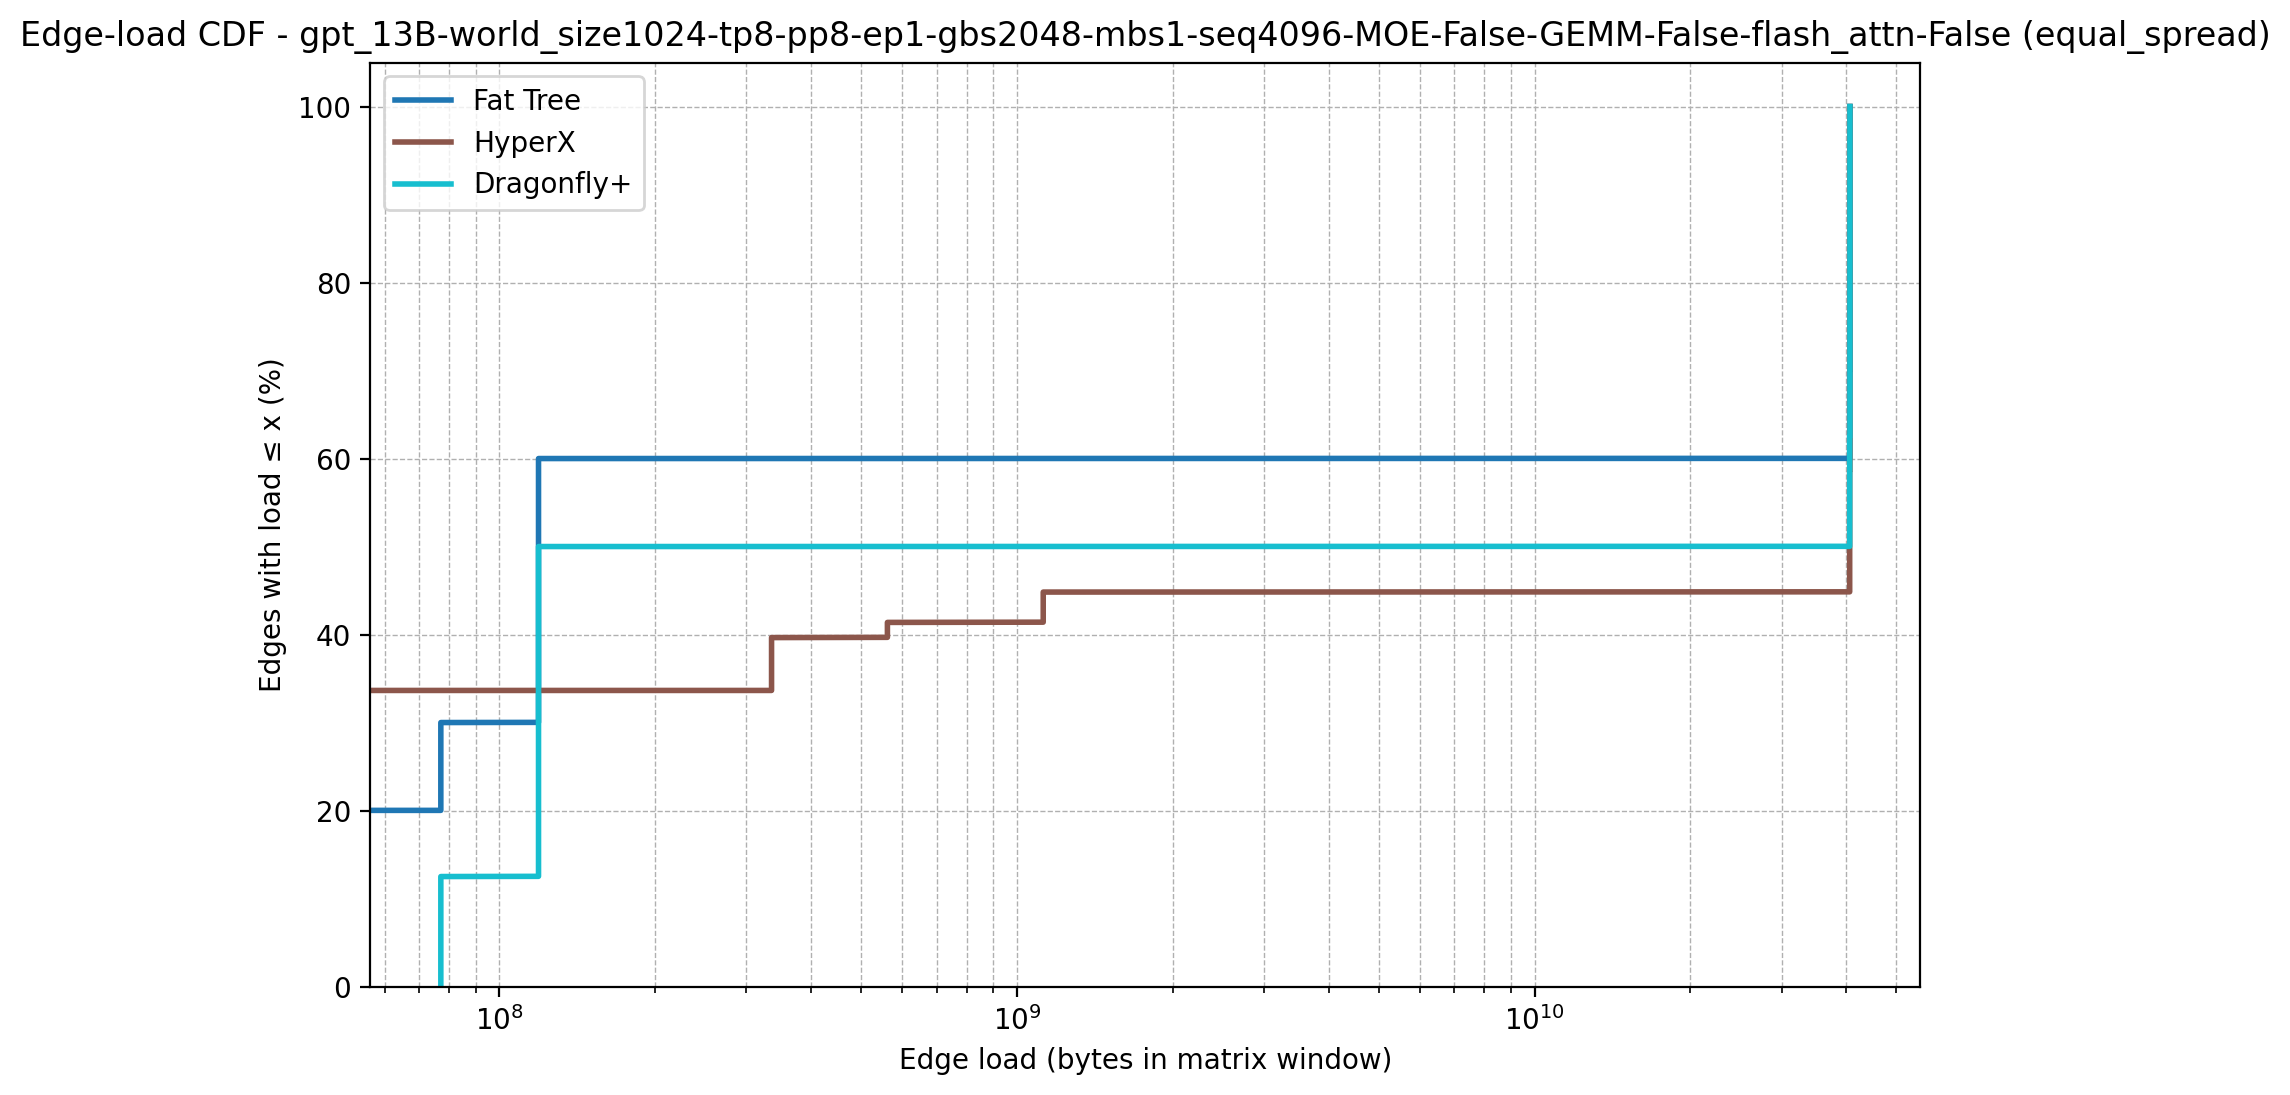 Edge-load CDF - gpt_13B-world_size1024-tp8-pp8-ep1-gbs2048-mbs1-seq4096-MOE-False-GEMM-False-flash_attn-False (equal_spread)
Fat Tree
HyperX
Dragonfly+
Edges with load ≤ x (%)
100
80
60
40
20
0
10⁸
10⁹
10¹⁰
Edge load (bytes in matrix window)